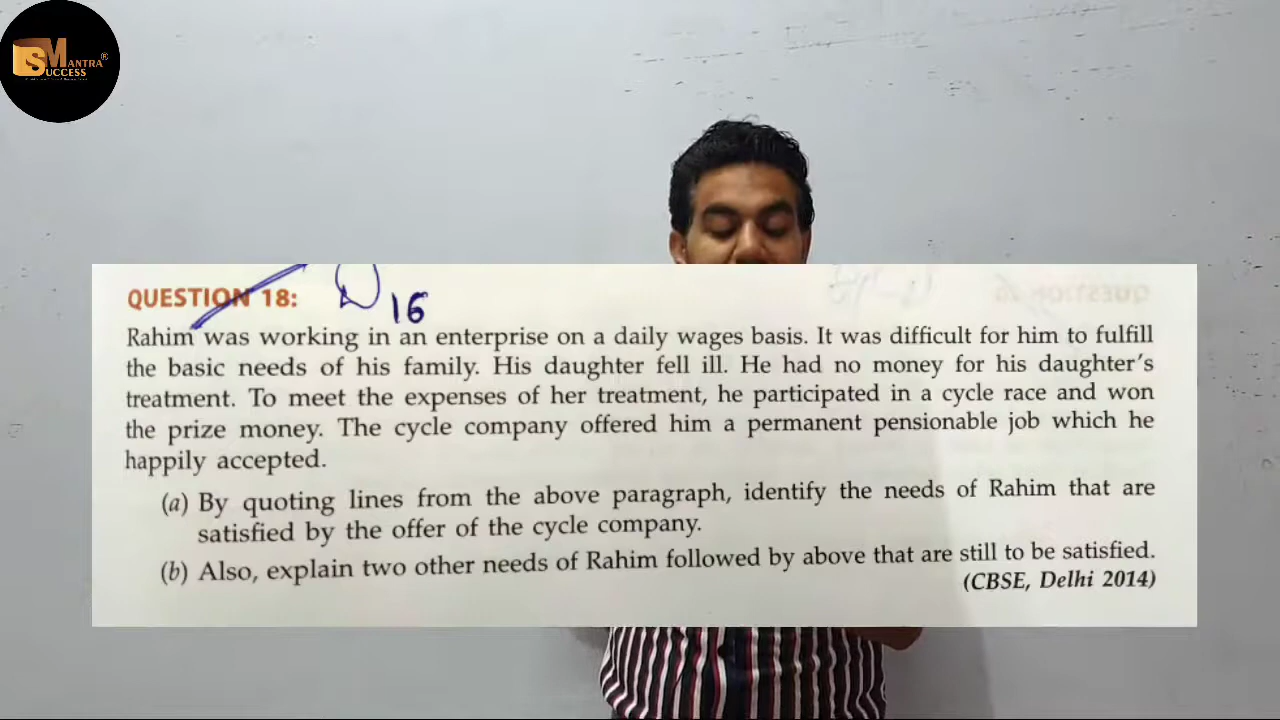 SMANTRA®
SUCCESS
QUESTION 18:
16
Rahim was working in an enterprise on a daily wages basis. It was difficult for him to fulfill
the basic needs of his family. His daughter fell ill. He had no money for his daughter's
treatment. To meet the expenses of her treatment, he participated in a cycle race and won
the prize money. The cycle company offered him a permanent pensionable job which he
happily accepted.
(a) By quoting lines from the above paragraph, identify the needs of Rahim that are
satisfied by the offer of the cycle company.
(b) Also, explain two other needs of Rahim followed by above that are still to be satisfied.
(CBSE, Delhi 2014)